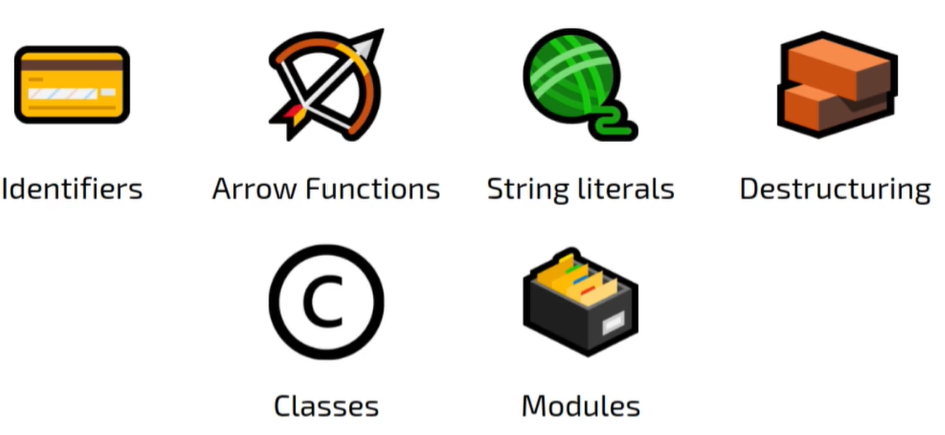 Identifiers
Arrow Functions
String literals
Destructuring
C
Classes
Modules